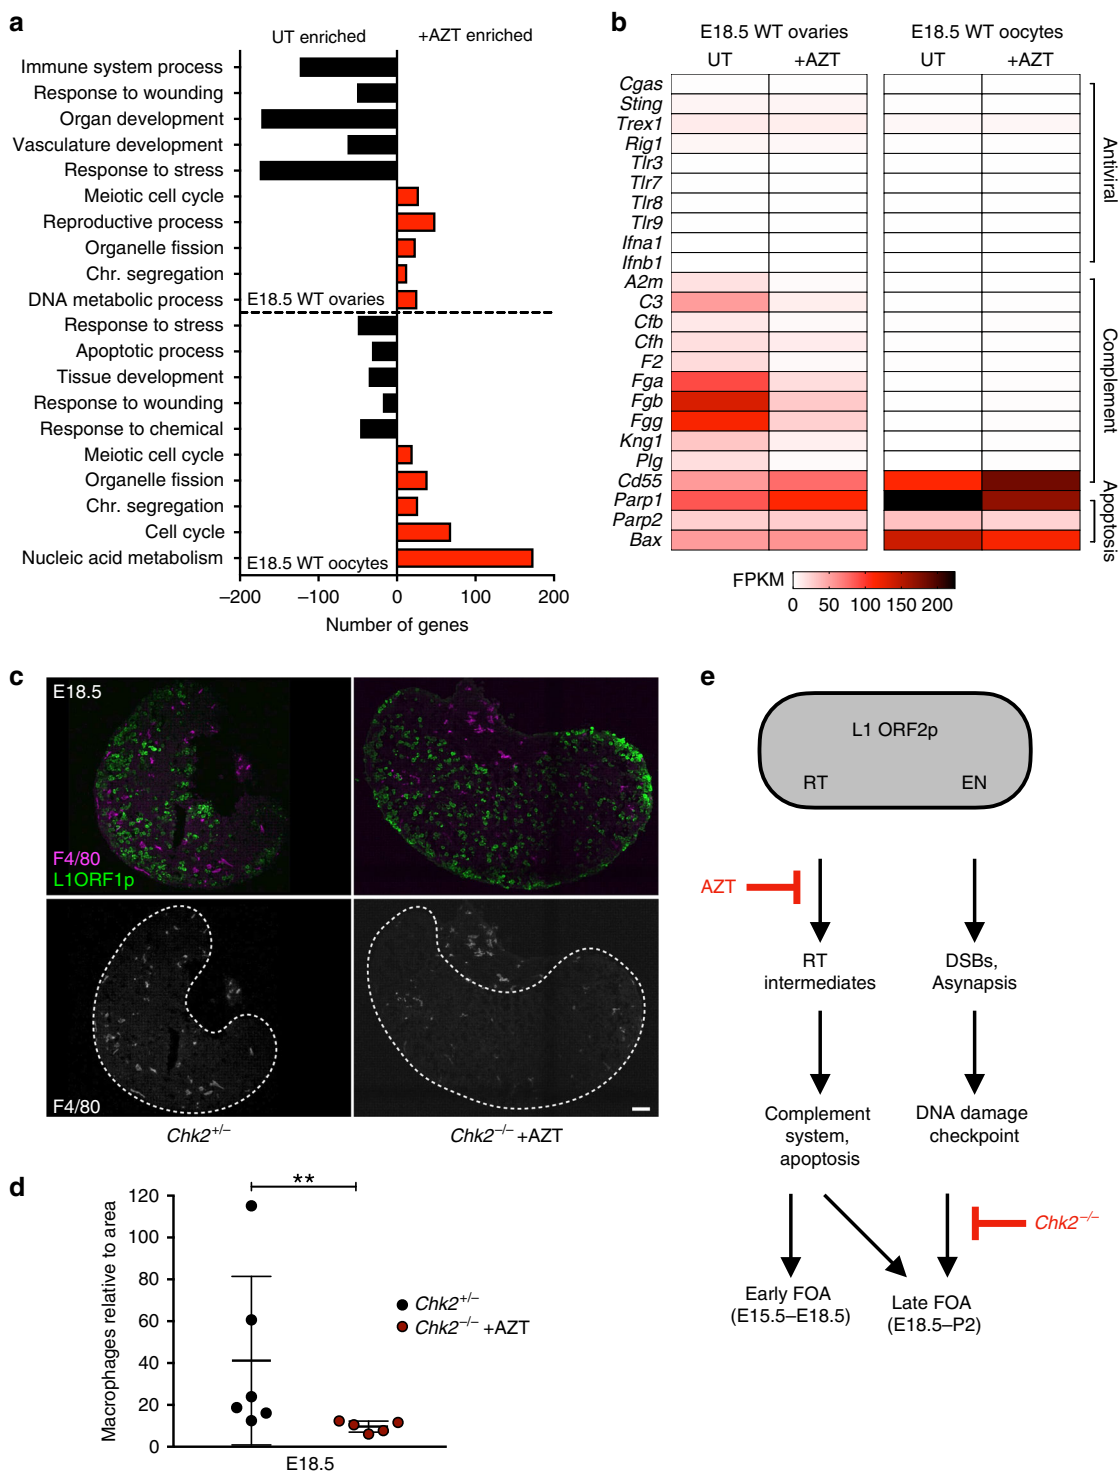 a
UT enriched
+AZT enriched
Immune system process
Response to wounding
Organ development
Vasculature development
Response to stress
Meiotic cell cycle
Reproductive process
Organelle fission
Chr. segregation
DNA metabolic process
E18.5 WT ovaries
Response to stress
Apoptotic process
Tissue development
Response to wounding
Response to chemical
Meiotic cell cycle
Organelle fission
Chr. segregation
Cell cycle
Nucleic acid metabolism
E18.5 WT oocytes
−200 −100 0 100 200
Number of genes
b
E18.5 WT ovaries
E18.5 WT oocytes
UT +AZT UT +AZT
Cgas
Sting
Trex1
Rig1
Tlr3
Tlr7
Tlr8
Tlr9
Ifna1
Ifnb1
A2m
C3
Cfb
Cfh
F2
Fga
Fgb
Fgg
Kng1
Plg
Cd55
Parp1
Parp2
Bax
Antiviral
Complement
Apoptosis
FPKM
0 50 100 150 200
c
E18.5
F4/80
L1ORF1p
F4/80
Chk2+/−
Chk2−/− +AZT
d
**
Macrophages relative to area
120
100
80
60
40
20
0
E18.5
Chk2+/−
Chk2−/− +AZT
e
L1 ORF2p
RT EN
AZT
RT
intermediates
DSBs,
Asynapsis
Complement
system,
apoptosis
DNA damage
checkpoint
Chk2−/−
Early FOA
(E15.5–E18.5)
Late FOA
(E18.5–P2)